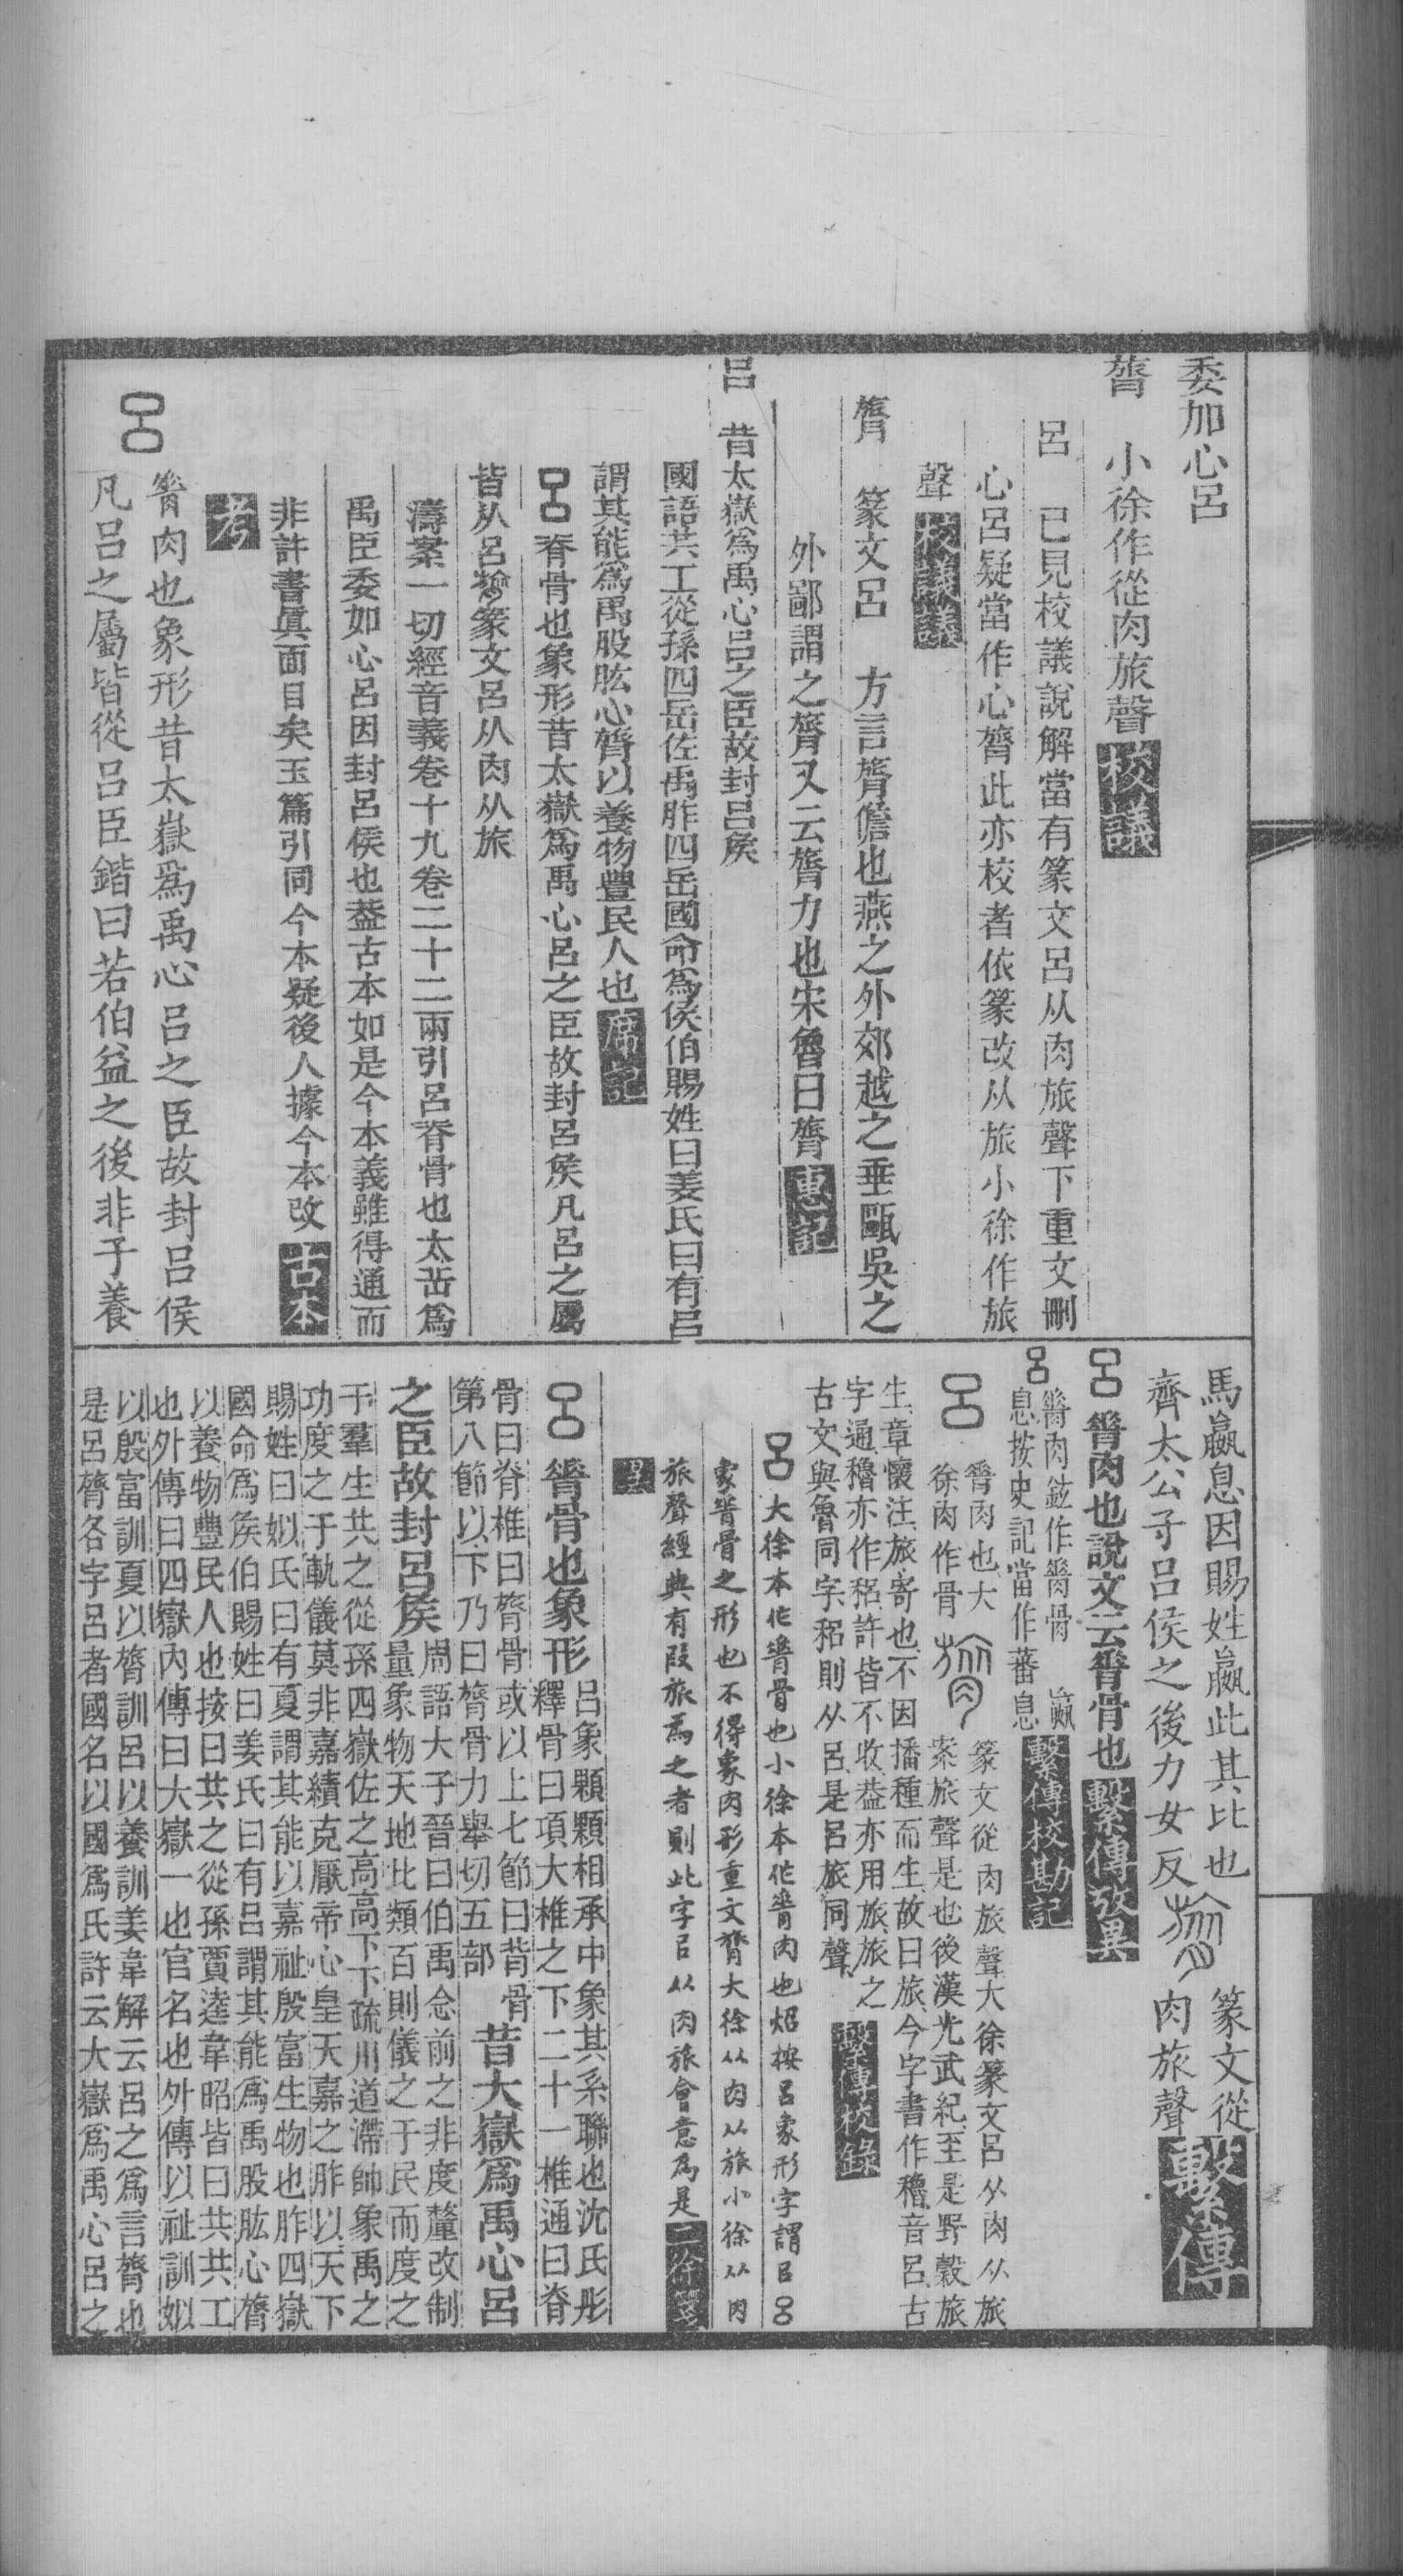 委加心呂
膂　小徐作從肉旅聲校議
呂　已見校議說解當有篆文呂从肉旅聲下重文刪
心呂疑當作心膂此亦校者依篆改从旅小徐作旅
聲校議議
膂　篆文呂　方言膂儋也燕之外郊越之垂甌吳之
外鄙謂之膂又云膂力也宋魯曰膂惠記
呂　昔太嶽爲禹心呂之臣故封呂矦
國語共工從孫四岳佐禹胙四岳國命爲侯伯賜姓曰姜氏曰有呂
謂其能爲禹股肱心膂以養物豐民人也席記
呂脊骨也象形昔太嶽爲禹心呂之臣故封呂矦凡呂之屬
皆从呂膂篆文呂从肉从旅
濤案一切經音義卷十九卷二十二兩引呂脊骨也太岳爲
禹臣委如心呂因封呂侯也葢古本如是今本義雖得通而
非許書眞面目矣玉篇引同今本疑後人據今本改古本
考
呂　脊肉也象形昔太嶽爲禹心呂之臣故封呂侯
凡呂之屬皆從呂臣鍇曰若伯益之後非子養
馬蠃息因賜姓嬴此其比也
齊太公子呂侯之後力女反膂篆文從
肉旅聲繫傳
呂脊肉也說文云脊骨也繫傳攷異
呂脊肉鉉作脊骨　蠃
息按史記當作蕃息繫傳校勘記
呂　脊肉也大
徐肉作骨膂篆文從肉旅聲大徐篆文呂从肉从旅
案旅聲是也後漢光武紀至是野穀旅
生章懷注旅寄也不因播種而生故曰旅今字書作穭音呂古
字通穭亦作稆許皆不收葢亦用旅旅之
古文與魯同字稆則从呂是呂旅同聲繫傳校錄
呂大徐本作脊骨也小徐本作脊肉也炤按呂象形字謂呂呂
象脊骨之形也不得象肉形重文膂大徐从肉从旅小徐从肉
旅聲經典有叚旅爲之者則此字呂从肉旅會意爲是二徐箋
異
呂脊骨也象形呂象顆顆相承中象其系聯也沈氏彤
釋骨曰項大椎之下二十一椎通曰脊
骨曰脊椎曰膂骨或以上七節曰背骨
第八節以下乃曰膂骨力舉切五部昔大嶽爲禹心呂
之臣故封呂矦周語大子晉曰伯禹念前之非度釐改制
量象物天地比類百則儀之于民而度之
于羣生共之從孫四嶽佐之高高下下疏川道滯帥象禹之
功度之于軌儀莫非嘉績克厭帝心皇天嘉之胙以天下
賜姓曰姒氏曰有夏謂其能以嘉祉殷富生物也胙四嶽
國命爲矦伯賜姓曰姜氏曰有呂謂其能爲禹股肱心膂
以養物豐民人也按曰共之從孫賈逵韋昭皆曰共共工
也外傳曰四嶽內傳曰大嶽一也官名也外傳以祉訓姒
以殷富訓夏以膂訓呂以養訓姜韋解云呂之爲言膂也
是呂膂各字呂者國名以國爲氏許云大嶽爲禹心呂之